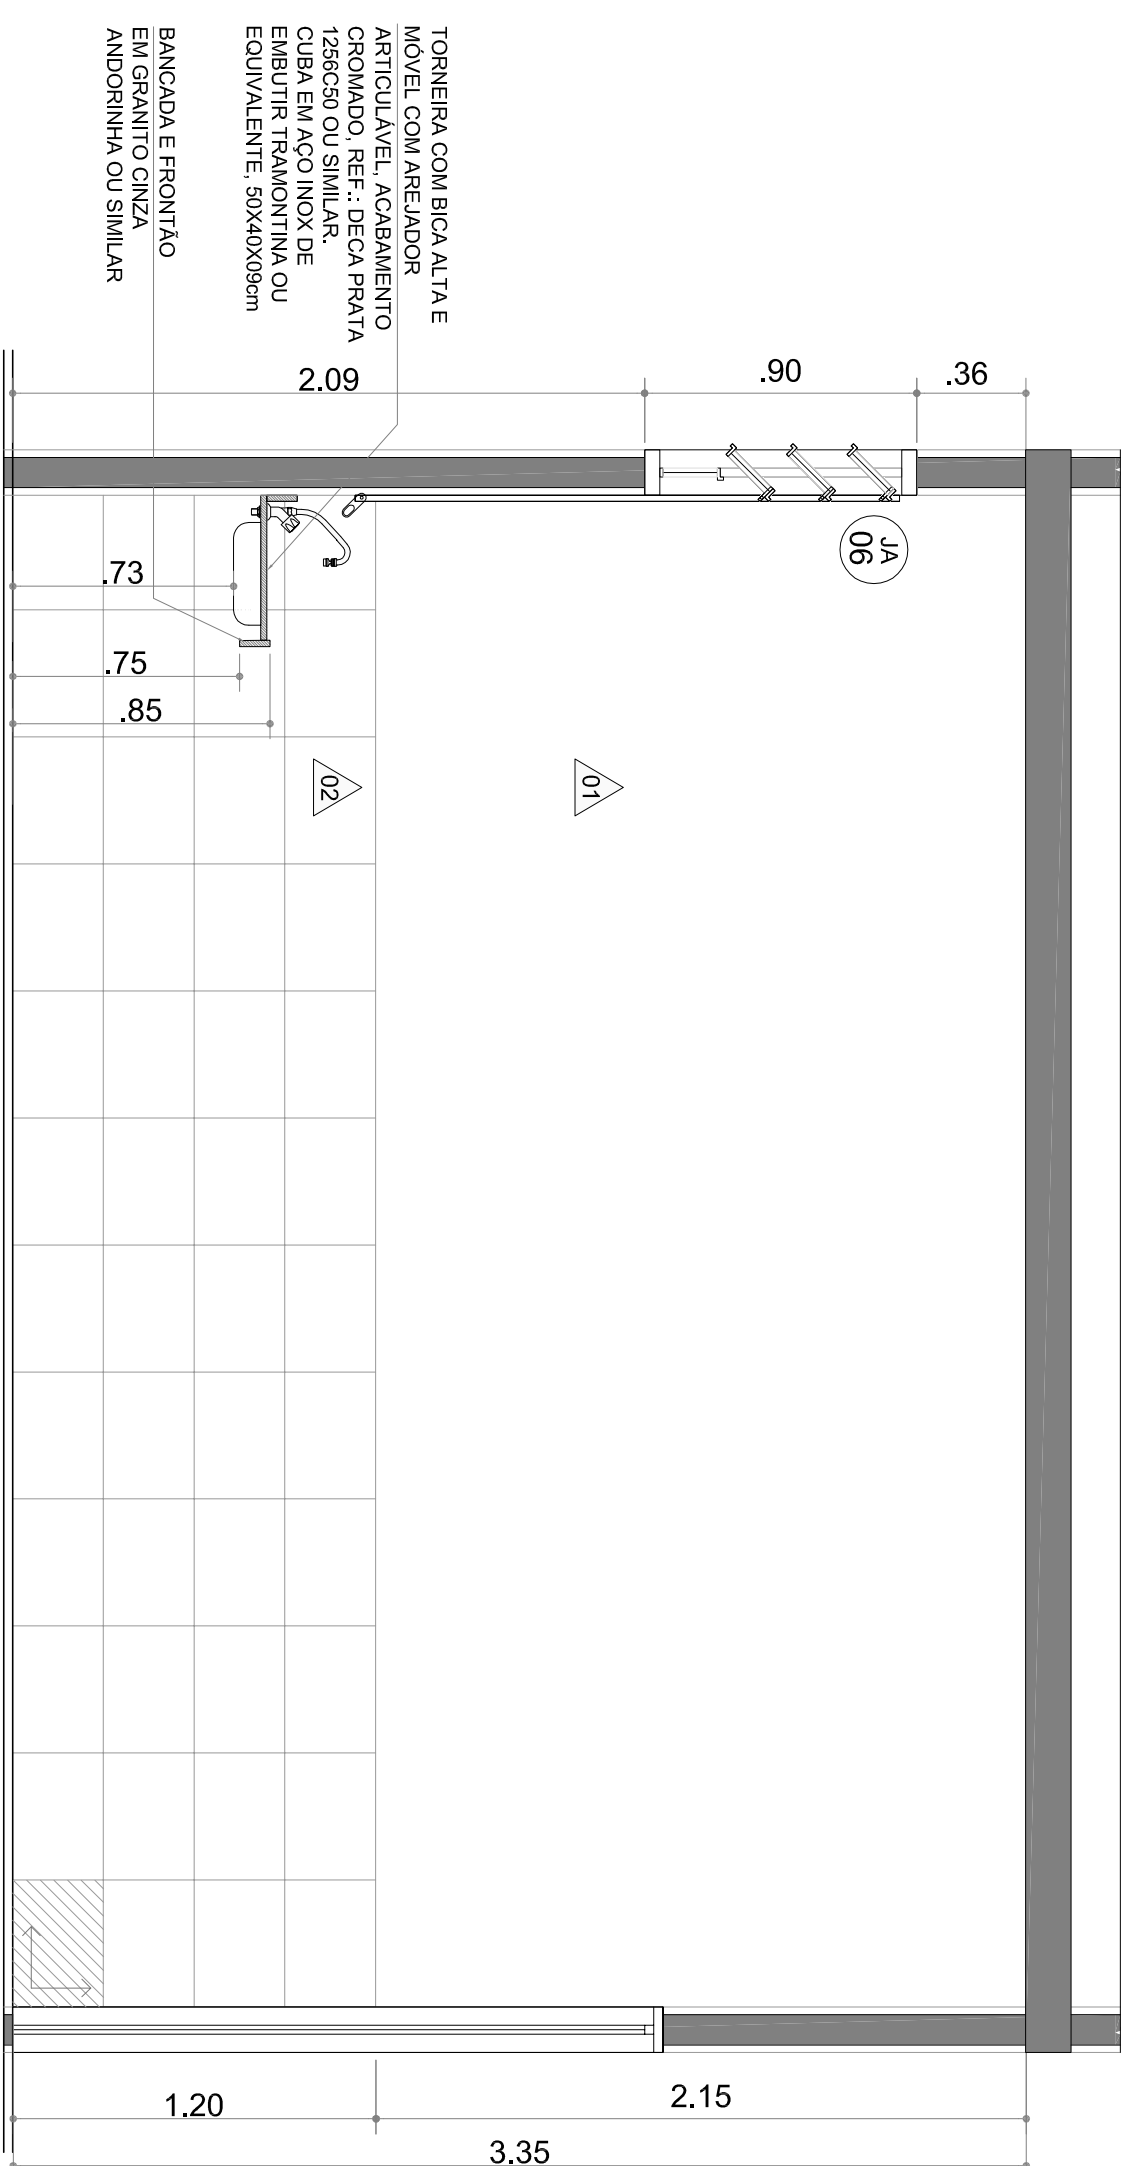 TORNEIRA COM BICA ALTA E
MÓVEL COM AREJADOR
ARTICULÁVEL, ACABAMENTO
CROMADO, REF.: DECA PRATA
1256C50 OU SIMILAR.
CUBA EM AÇO INOX DE
EMBUTIR TRAMONTINA OU
EQUIVALENTE, 50X40X09cm
BANCADA E FRONTÃO
EM GRANITO CINZA
ANDORINHA OU SIMILAR
2.09
.90
.36
JA
06
.73
.75
.85
02
01
1.20
2.15
3.35